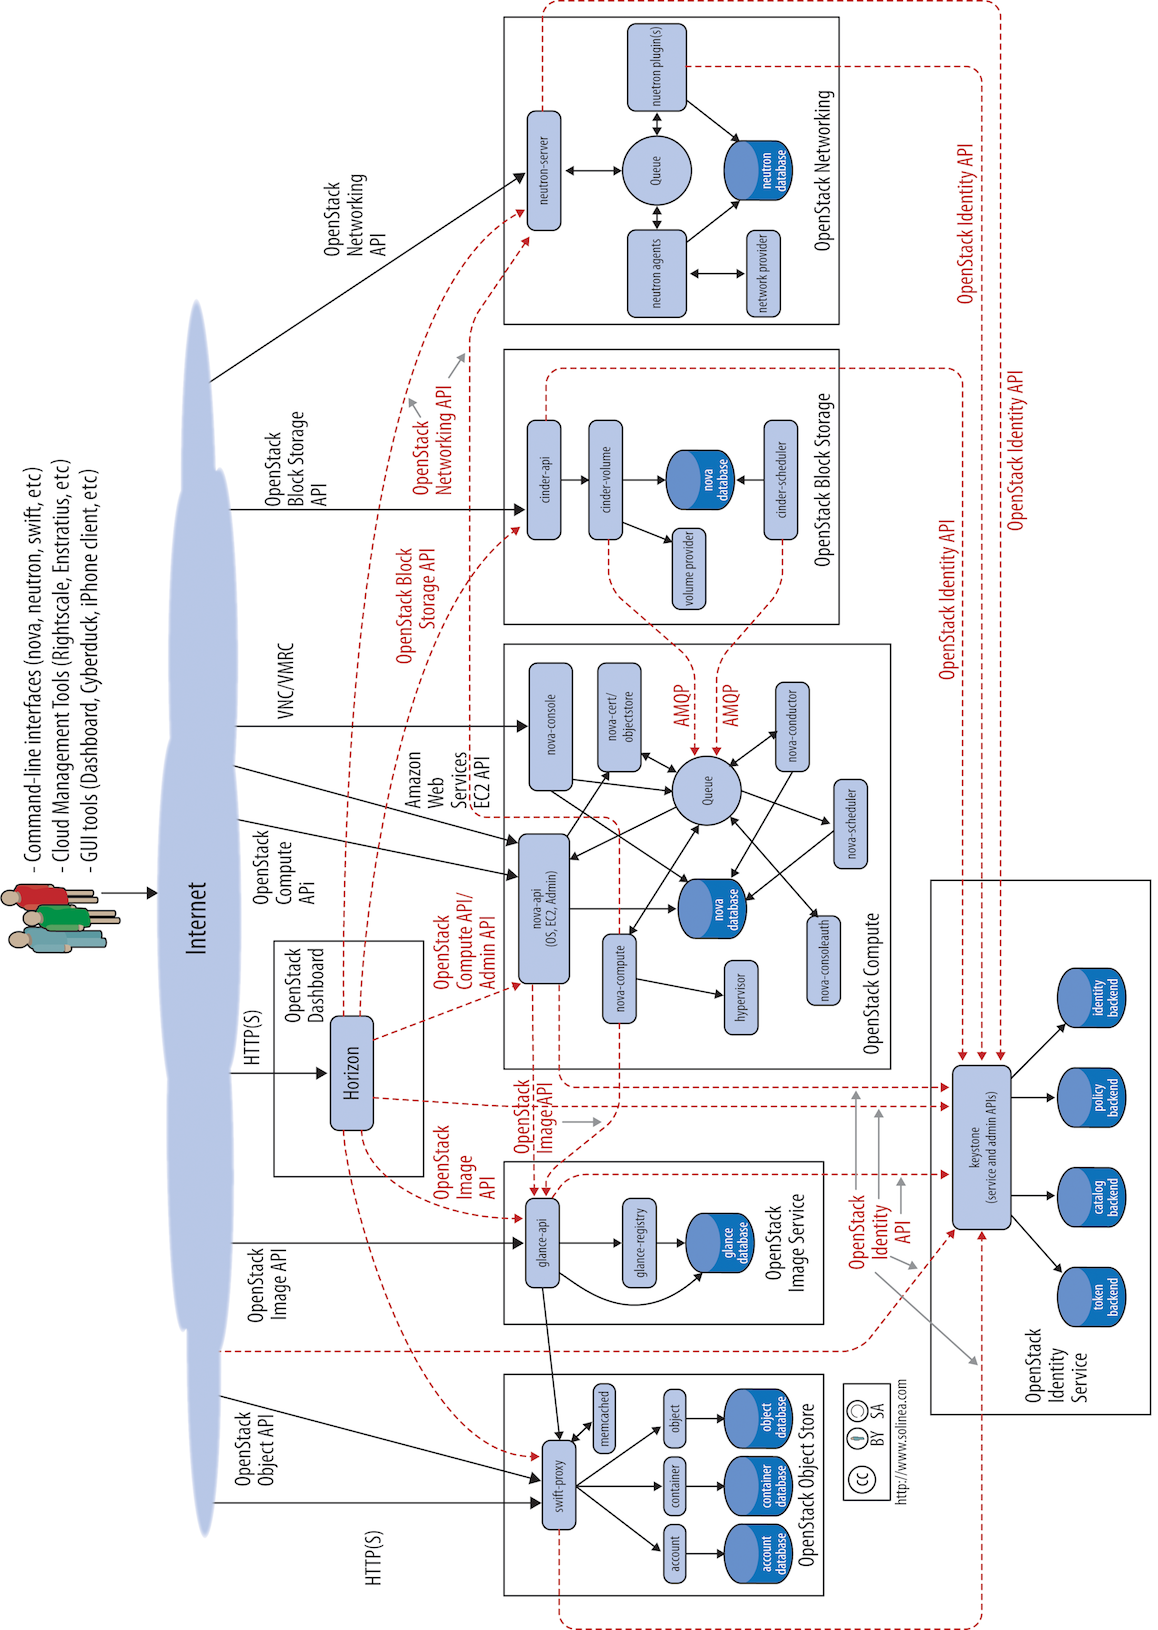 - Command-line interfaces (nova, neutron, swift, etc)
- Cloud Management Tools (Rightscale, Enstratius, etc)
- GUI tools (Dashboard, Cyberduck, iPhone client, etc)
Internet
HTTP(S)
OpenStack
Object API
OpenStack
Image API
HTTP(S)
OpenStack
Compute
APi
Amazon
Web
Services
EC2 API
VNC/VMRC
OpenStack
Block Storage
API
OpenStack
Networking
API
OpenStack
Dashboard
Horizon
OpenStack
Image
API
OpenStack
Compute API/
Admin API
OpenStack Block
Storage API
OpenStack
Networking API
OpenStack
Image API
swift-proxy
memcached
account
container
object
account
database
container
database
object
database
OpenStack Object Store
glance-api
glance-registry
glance
database
OpenStack
Image Service
nova-api
(OS, EC2, Admin)
nova-console
nova-cert/
objectstore
nova-compute
Queue
nova
database
hypervisor
nova-conductor
nova-consoleauth
nova-scheduler
OpenStack Compute
AMQP
AMQP
cinder-api
cinder-volume
volume provider
nova
database
cinder-scheduler
OpenStack Block Storage
neutron-server
neutron agents
Queue
nuetron plugin(s)
network provider
neutron
database
OpenStack Networking
OpenStack
Identity
API
OpenStack Identity API
OpenStack Identity API
OpenStack Identity API
keystone
(service and admin APIs)
token
backend
catalog
backend
policy
backend
identity
backend
OpenStack
Identity
Service
cc
BY SA
http://www.solinea.com